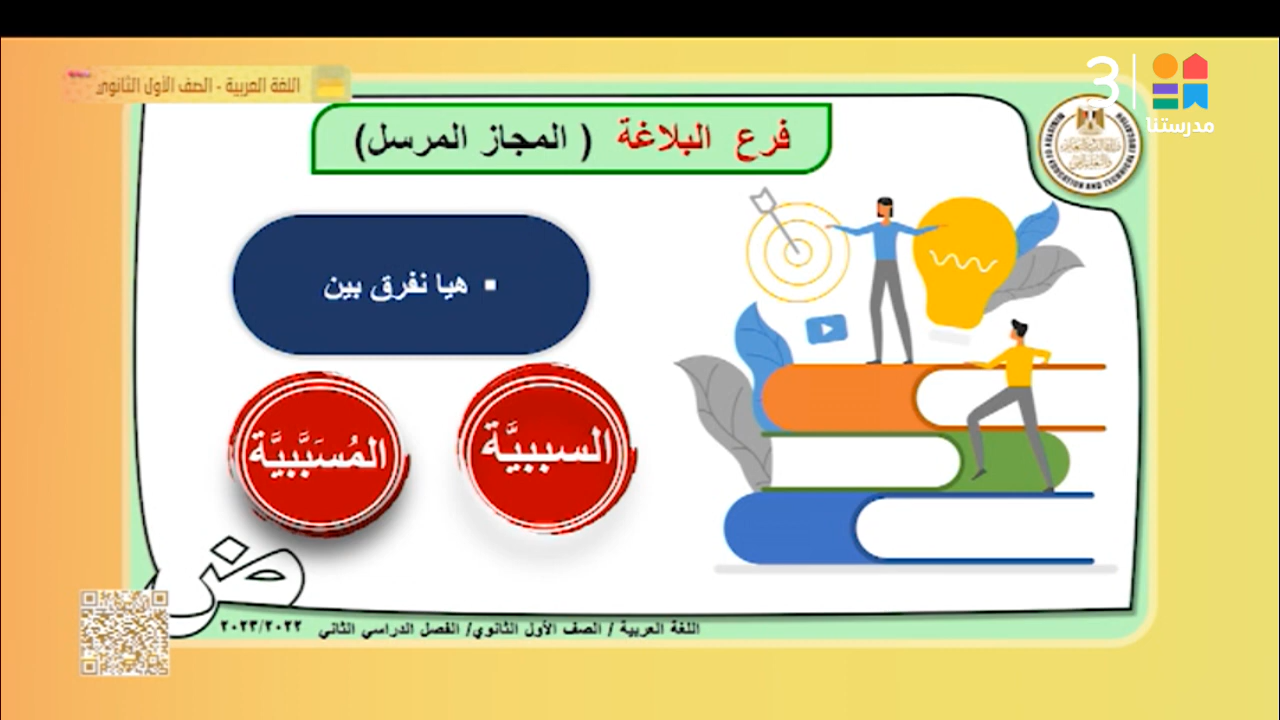 اللغة العربية - الصف الأول الثانوي
3
مدرستنا
فرع البلاغة ( المجاز المرسل)
▪ هيا نفرق بين
السببيَّة
المُسَبَّبيَّة
ض
اللغة العربية / الصف الأول الثانوي/ الفصل الدراسي الثاني ٢٠٢٣/٢٠٢٢